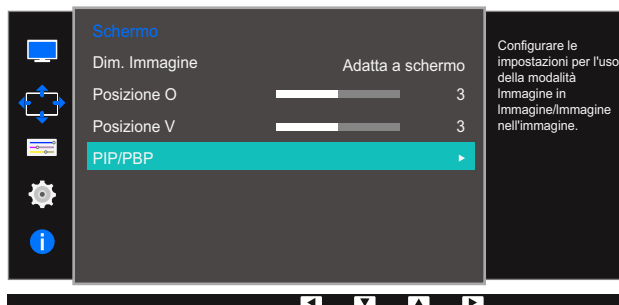 Schermo
Dim. Immagine Adatta a schermo
Posizione O 3
Posizione V 3
PIP/PBP
Configurare le
impostazioni per l'uso
della modalità
Immagine in
Immagine/Immagine
nell'immagine.